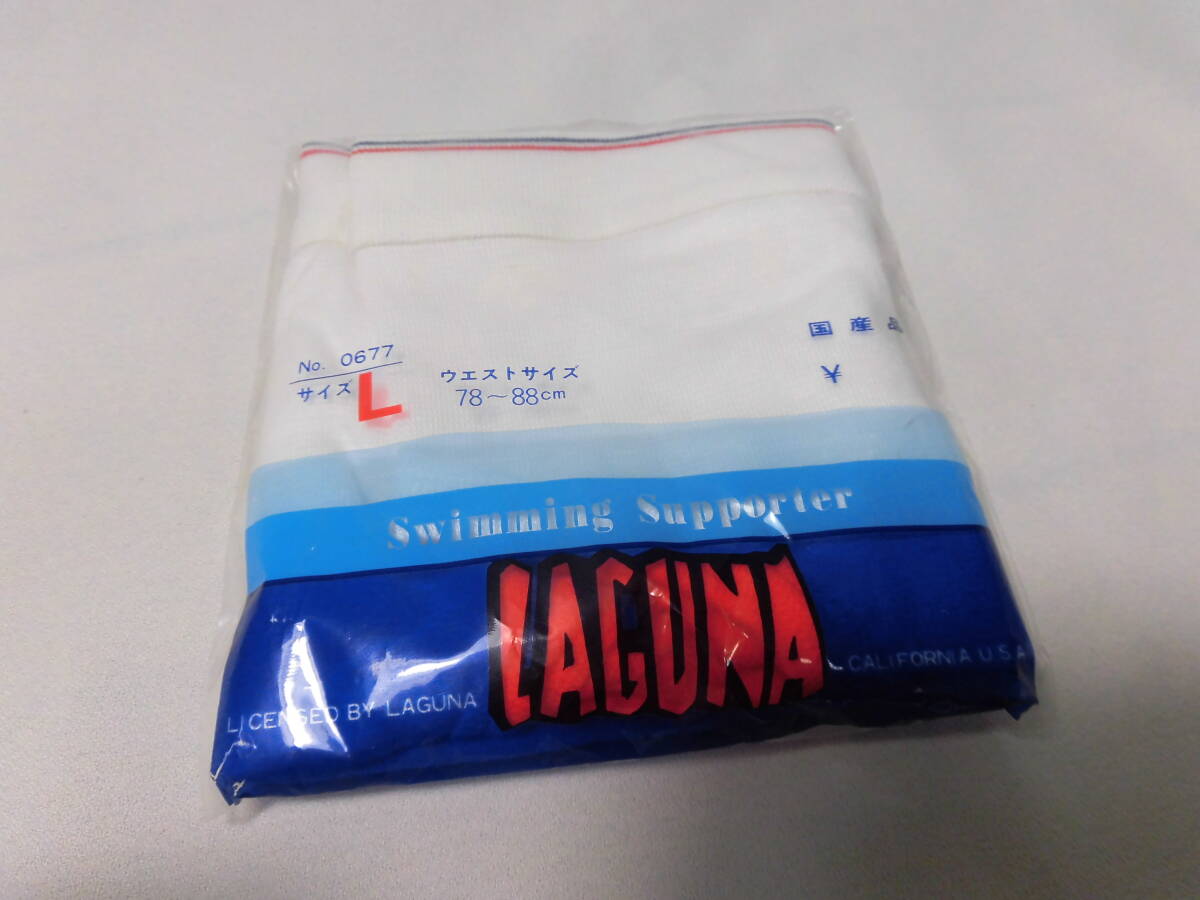 No. 0677
サイズ L
ウエストサイズ
78～88cm
国産品
¥
Swimming Supporter
LAGUNA
LICENSED BY LAGUNA
CALIFORNIA U.S.A